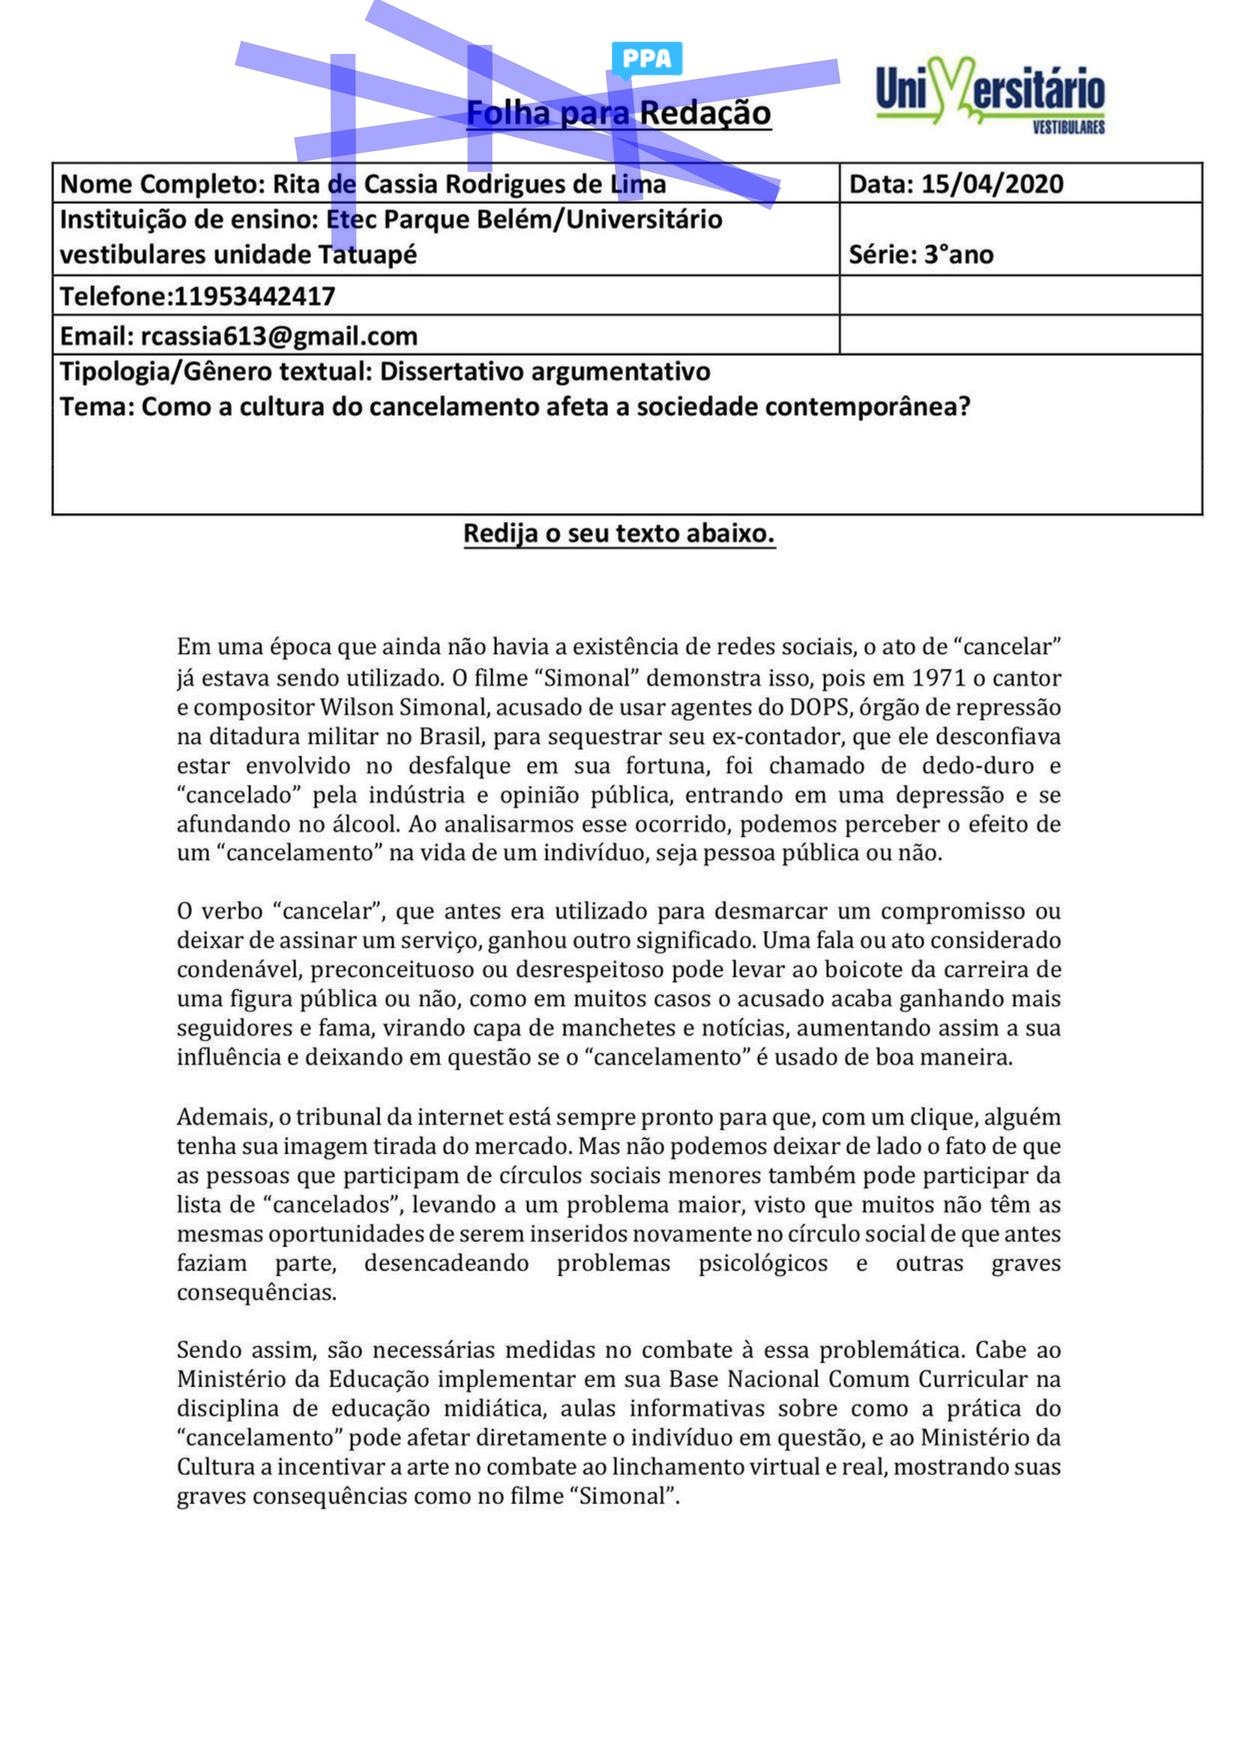 PPA
Folha para Redação
UniVersitário
VESTIBULARES
Nome Completo: Rita de Cassia Rodrigues de Lima
Data: 15/04/2020
Instituição de ensino: Etec Parque Belém/Universitário
vestibulares unidade Tatuapé
Série: 3°ano
Telefone:11953442417
Email: rcassia613@gmail.com
Tipologia/Gênero textual: Dissertativo argumentativo
Tema: Como a cultura do cancelamento afeta a sociedade contemporânea?
Redija o seu texto abaixo.
Em uma época que ainda não havia a existência de redes sociais, o ato de “cancelar”
já estava sendo utilizado. O filme “Simonal” demonstra isso, pois em 1971 o cantor
e compositor Wilson Simonal, acusado de usar agentes do DOPS, órgão de repressão
na ditadura militar no Brasil, para sequestrar seu ex-contador, que ele desconfiava
estar envolvido no desfalque em sua fortuna, foi chamado de dedo-duro e
“cancelado” pela indústria e opinião pública, entrando em uma depressão e se
afundando no álcool. Ao analisarmos esse ocorrido, podemos perceber o efeito de
um “cancelamento” na vida de um indivíduo, seja pessoa pública ou não.
O verbo “cancelar”, que antes era utilizado para desmarcar um compromisso ou
deixar de assinar um serviço, ganhou outro significado. Uma fala ou ato considerado
condenável, preconceituoso ou desrespeitoso pode levar ao boicote da carreira de
uma figura pública ou não, como em muitos casos o acusado acaba ganhando mais
seguidores e fama, virando capa de manchetes e notícias, aumentando assim a sua
influência e deixando em questão se o “cancelamento” é usado de boa maneira.
Ademais, o tribunal da internet está sempre pronto para que, com um clique, alguém
tenha sua imagem tirada do mercado. Mas não podemos deixar de lado o fato de que
as pessoas que participam de círculos sociais menores também pode participar da
lista de “cancelados”, levando a um problema maior, visto que muitos não têm as
mesmas oportunidades de serem inseridos novamente no círculo social de que antes
faziam parte, desencadeando problemas psicológicos e outras graves
consequências.
Sendo assim, são necessárias medidas no combate à essa problemática. Cabe ao
Ministério da Educação implementar em sua Base Nacional Comum Curricular na
disciplina de educação midiática, aulas informativas sobre como a prática do
“cancelamento” pode afetar diretamente o indivíduo em questão, e ao Ministério da
Cultura a incentivar a arte no combate ao linchamento virtual e real, mostrando suas
graves consequências como no filme “Simonal”.